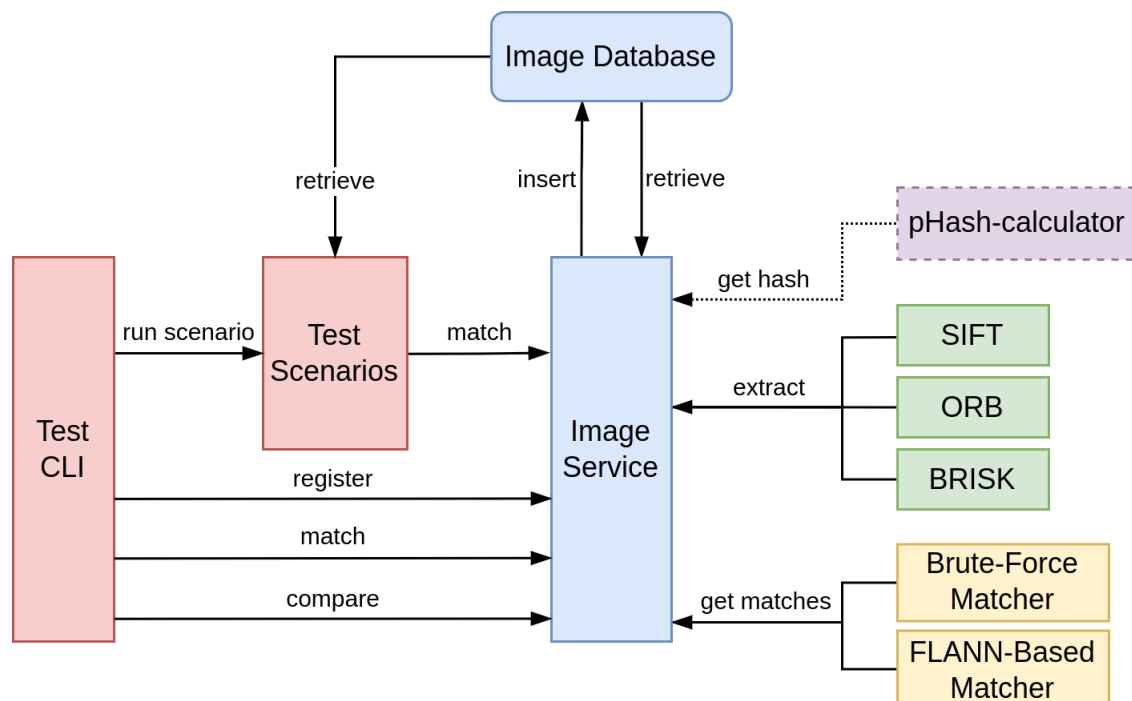 Image Database
retrieve
insert
retrieve
pHash-calculator
get hash
run scenario
Test
Scenarios
match
SIFT
extract
ORB
Test
CLI
Image
Service
BRISK
register
match
compare
get matches
Brute-Force
Matcher
FLANN-Based
Matcher